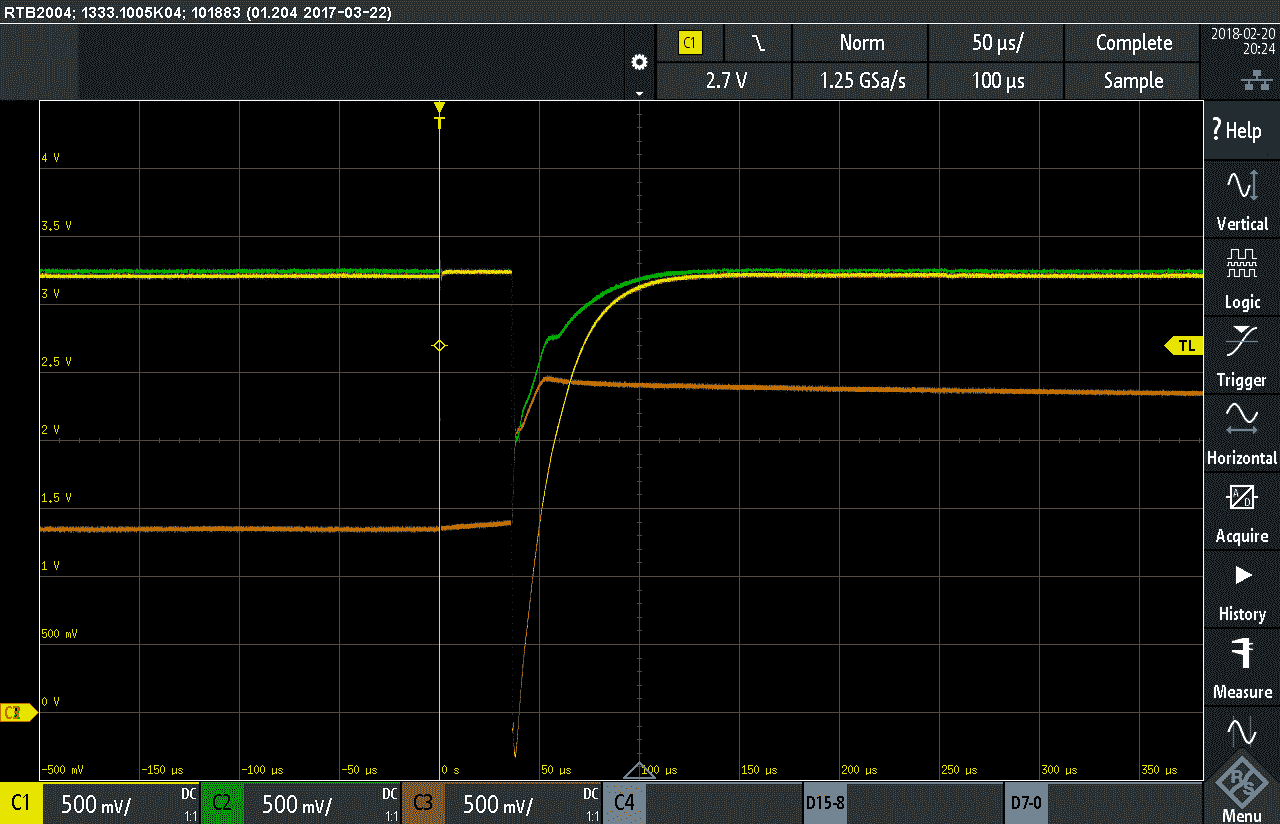 RTB2004; 1333.1005K04; 101883 (01.204 2017-03-22)
C1 Norm 50 µs/ Complete
2.7 V 1.25 GSa/s 100 µs Sample
2018-02-20
20:24
T
4 V
3.5 V
3 V
2.5 V
2 V
1.5 V
1 V
500 mV
0 V
-500 mV -150 µs -100 µs -50 µs 0 s 50 µs 100 µs 150 µs 200 µs 250 µs 300 µs 350 µs
TL
? Help
Vertical
Logic
Trigger
Horizontal
A/D
Acquire
History
Measure
R&S
Menu
C1 500 mV/ DC 1:1 C2 500 mV/ DC 1:1 C3 500 mV/ DC 1:1 C4 D15-8 D7-0